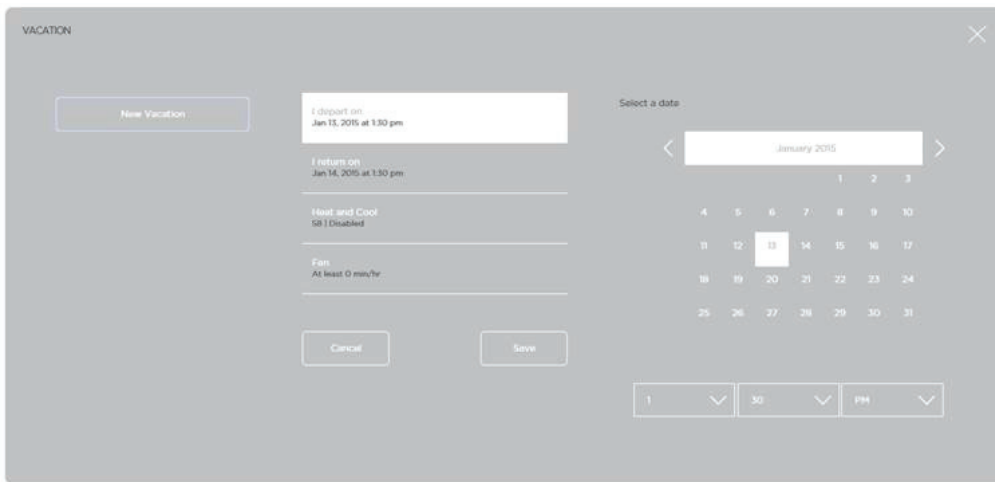 VACATION
New Vacation
I depart on
Jan 13, 2015 at 1:30 pm
I return on
Jan 14, 2015 at 1:30 pm
Heat and Cool
58 | Disabled
Fan
At least 0 min/hr
Cancel
Save
Select a date
January 2015
1 2 3
4 5 6 7 8 9 10
11 12 13 14 15 16 17
18 19 20 21 22 23 24
25 26 27 28 29 30 31
1 30 PM